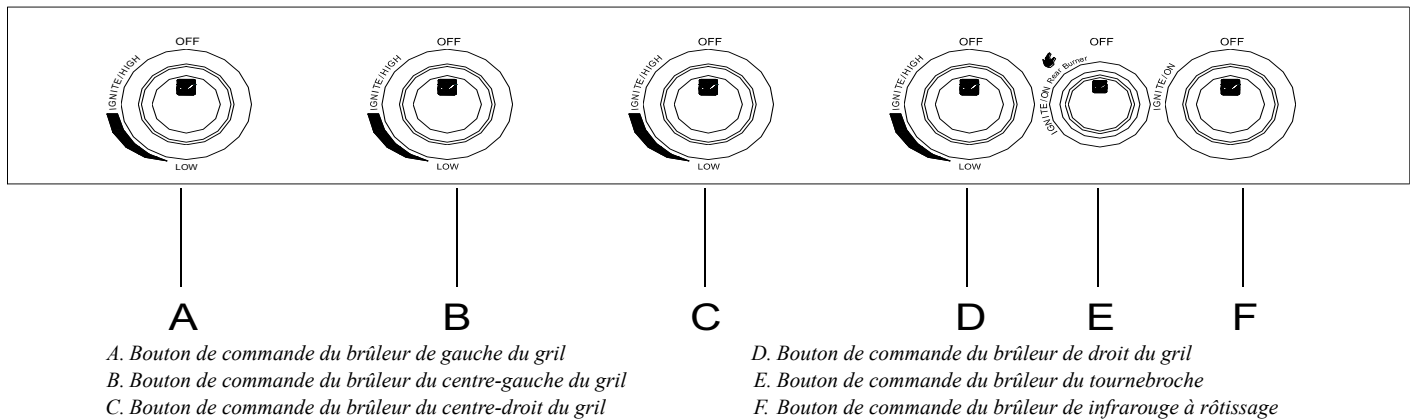 OFF OFF OFF OFF OFF OFF
IGNITE/HIGH IGNITE/HIGH IGNITE/HIGH IGNITE/HIGH IGNITE/ON Rear Burner IGNITE/ON
LOW LOW LOW LOW
A B C D E F
A. Bouton de commande du brûleur de gauche du gril
B. Bouton de commande du brûleur du centre-gauche du gril
C. Bouton de commande du brûleur du centre-droit du gril
D. Bouton de commande du brûleur de droit du gril
E. Bouton de commande du brûleur du tournebroche
F. Bouton de commande du brûleur de infrarouge à rôtissage